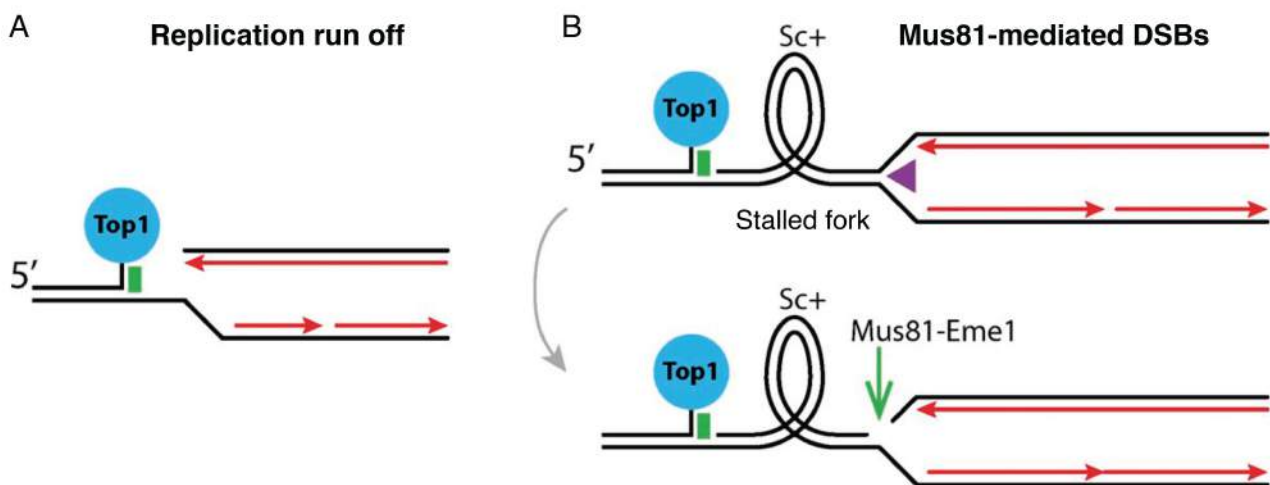 A
Replication run off
Top1
5′
B
Mus81-mediated DSBs
Sc+
Top1
5′
Stalled fork
Sc+
Mus81-Eme1
Top1